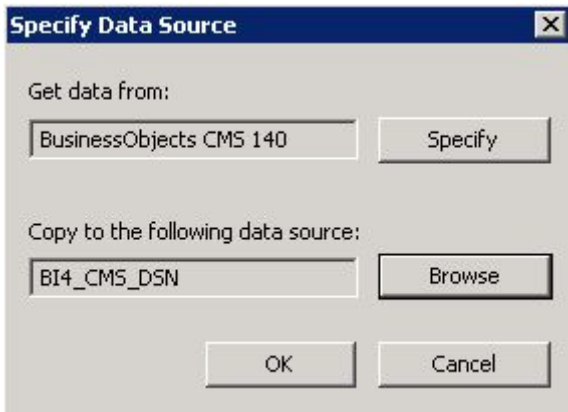 Specify Data Source
Get data from:
BusinessObjects CMS 140
Specify
Copy to the following data source:
BI4_CMS_DSN
Browse
OK
Cancel